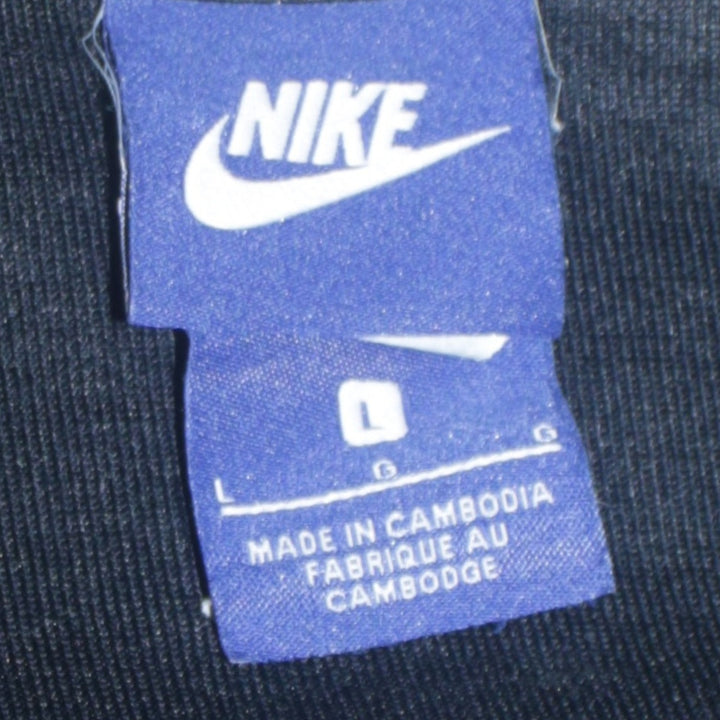 NIKE
L
L G G
MADE IN CAMBODIA
FABRIQUE AU
CAMBODGE